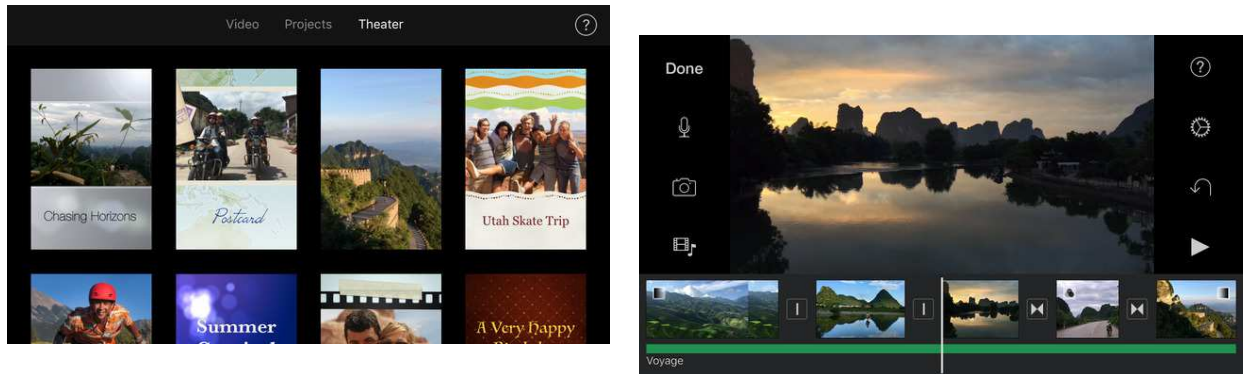 Video Projects Theater ?
Chasing Horizons
Postcard
Utah Skate Trip
Summer
A Very Happy
Done
?
Voyage